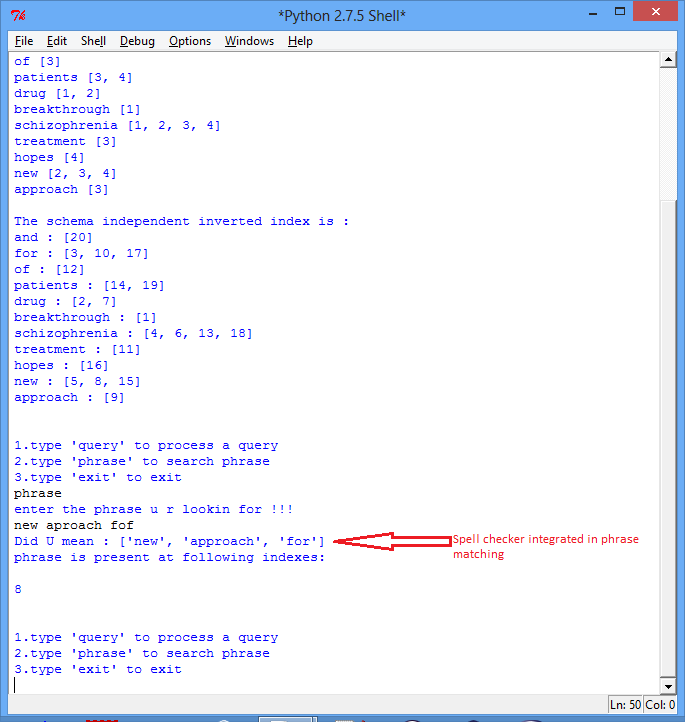 *Python 2.7.5 Shell*
File Edit Shell Debug Options Windows Help
of [3]
patients [3, 4]
drug [1, 2]
breakthrough [1]
schizophrenia [1, 2, 3, 4]
treatment [3]
hopes [4]
new [2, 3, 4]
approach [3]
The schema independent inverted index is :
and : [20]
for : [3, 10, 17]
of : [12]
patients : [14, 19]
drug : [2, 7]
breakthrough : [1]
schizophrenia : [4, 6, 13, 18]
treatment : [11]
hopes : [16]
new : [5, 8, 15]
approach : [9]
1.type 'query' to process a query
2.type 'phrase' to search phrase
3.type 'exit' to exit
phrase
enter the phrase u r lookin for !!!
new aproach fof
Did U mean : ['new', 'approach', 'for']
Spell checker integrated in phrase
matching
phrase is present at following indexes:
8
1.type 'query' to process a query
2.type 'phrase' to search phrase
3.type 'exit' to exit
Ln: 50 Col: 0